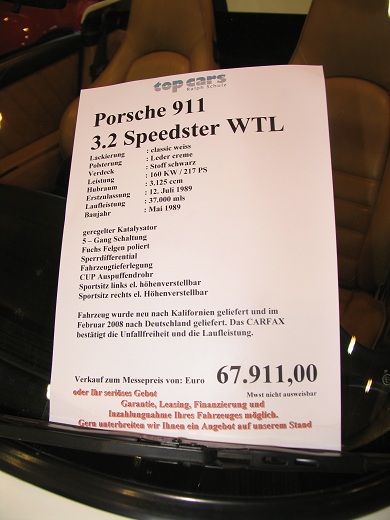 top cars
Ralph Schula
Porsche 911
3.2 Speedster WTL
Lackierung : classic weiss
Polsterung : Leder creme
Verdeck : Stoff schwarz
Leistung : 160 KW / 217 PS
Hubraum : 3.125 ccm
Erstzulassung : 12. Juli 1989
Laufleistung : 37.000 mls
Baujahr : Mai 1989
geregelter Katalysator
5 – Gang Schaltung
Fuchs Felgen poliert
Sperrdifferential
Fahrzeugtieferlegung
CUP Auspuffendrohr
Sportsitz links el. höhenverstellbar
Sportsitz rechts el. Höhenverstellbar
Fahrzeug wurde neu nach Kalifornien geliefert und im
Februar 2008 nach Deutschland geliefert. Das CARFAX
bestätigt die Unfallfreiheit und die Laufleistung.
Verkauf zum Messepreis von: Euro 67.911,00
Mwst nicht ausweisbar
oder Ihr seriöses Gebot
Garantie, Leasing, Finanzierung und
Inzahlungnahme Ihres Fahrzeuges möglich.
Gern unterbreiten wir Ihnen ein Angebot auf unserem Stand